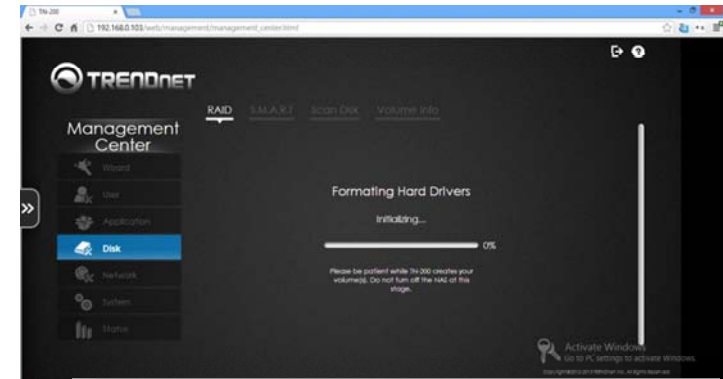 TN-200
192.168.0.103/web/management/management_center.html
TRENDNET
RAID S.M.A.R.T Scan Disk Volume Info
Management
Center
Wizard
User
Application
Disk
Network
System
Status
Formating Hard Drivers
Initializing...
0%
Please be patient while TN-200 creates your
volume(s). Do not turn off the NAS at this
stage.
Activate Windows
Go to PC settings to activate Windows.